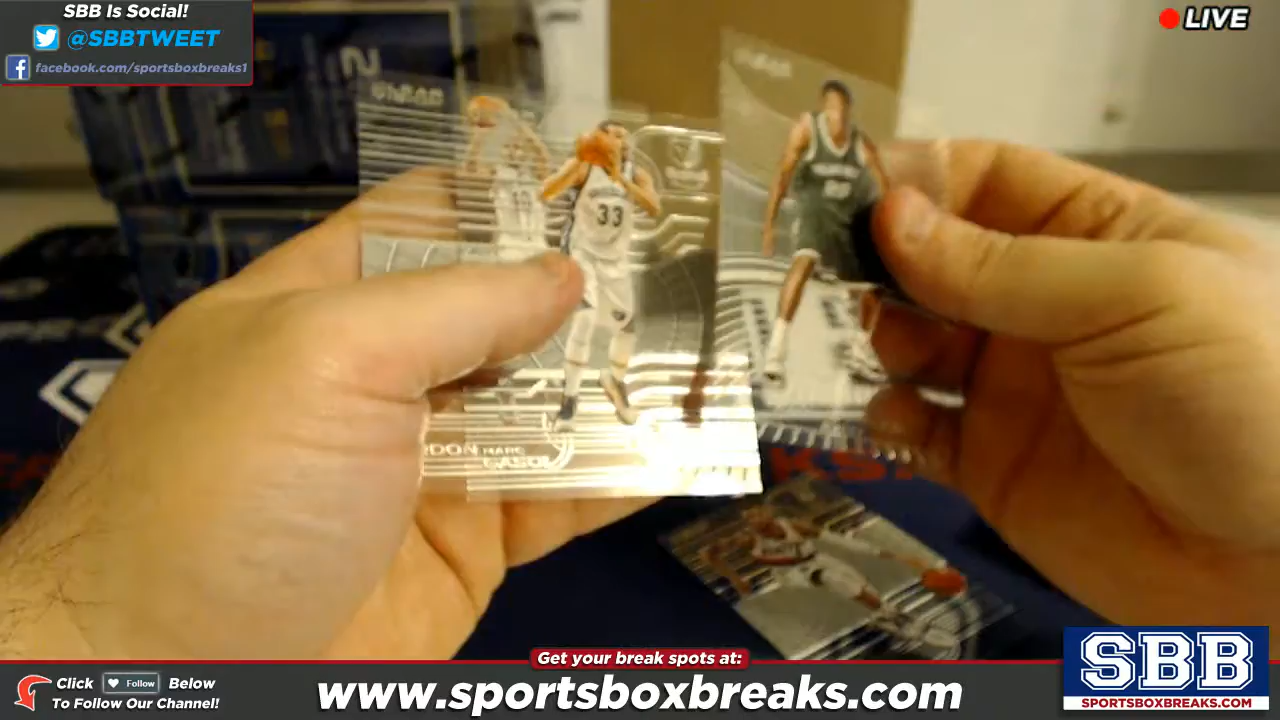 SBB Is Social!
@SBBTWEET
facebook.com/sportsboxbreaks1
LIVE
33
MARC
GASOL
Get your break spots at:
Click Follow Below
To Follow Our Channel!
www.sportsboxbreaks.com
SBB
SPORTSBOXBREAKS.COM